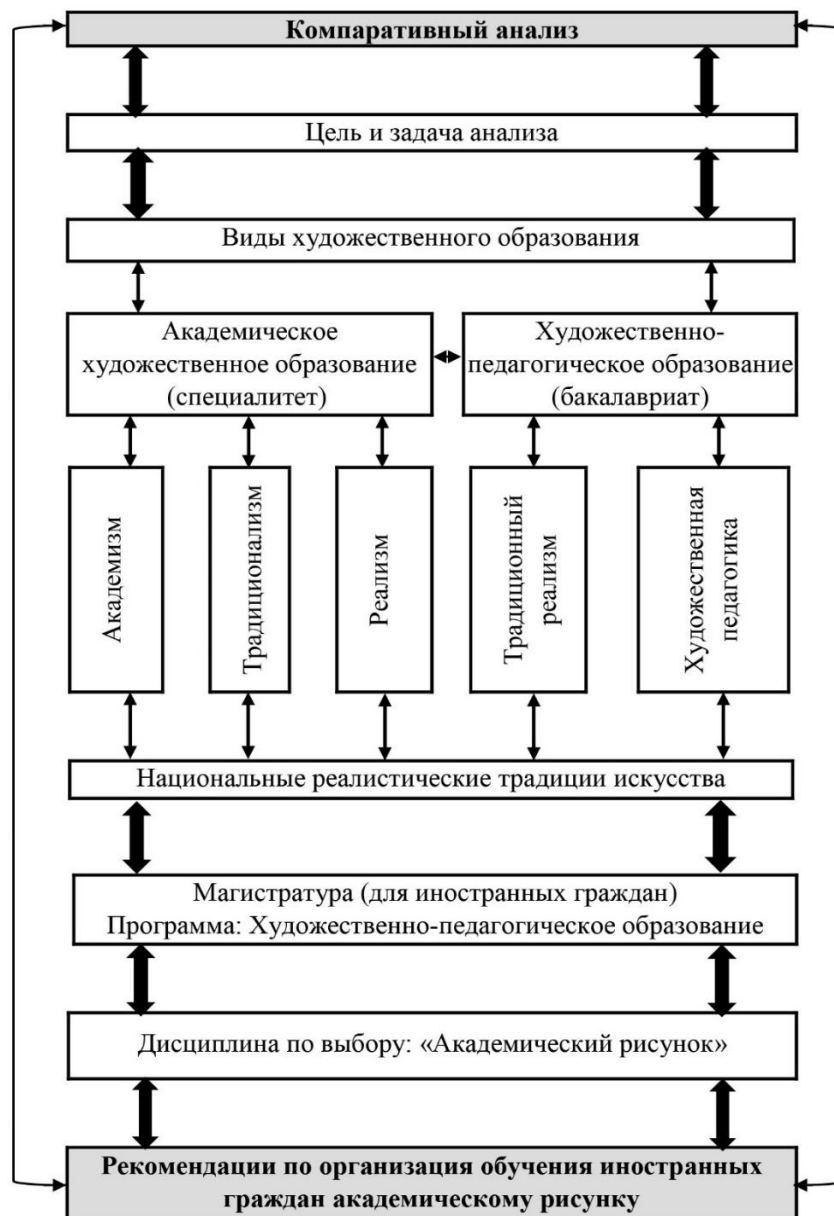 Компаративный анализ
Цель и задача анализа
Виды художественного образования
Академическое
художественное образование
(специалитет)
Художественно-
педагогическое образование
(бакалавриат)
Академизм
Традиционализм
Реализм
Традиционный
реализм
Художественная
педагогика
Национальные реалистические традиции искусства
Магистратура (для иностранных граждан)
Программа: Художественно-педагогическое образование
Дисциплина по выбору: «Академический рисунок»
Рекомендации по организация обучения иностранных
граждан академическому рисунку